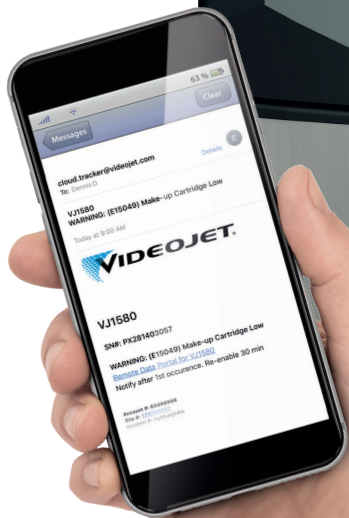 63 %
Messages
Clear
cloud.tracker@videojet.com
To: Dennis D
Details
C
VJ1580
WARNING: (E15049) Make-up Cartridge Low
Today at 9:00 AM
VIDEOJET.
VJ1580
SN#: PX281403057
WARNING: (E15049) Make-up Cartridge Low
Remote Data Portal for VJ1580
Notify after 1st occurence. Re-enable 30 min
Account #:
Site #:
Incident #: